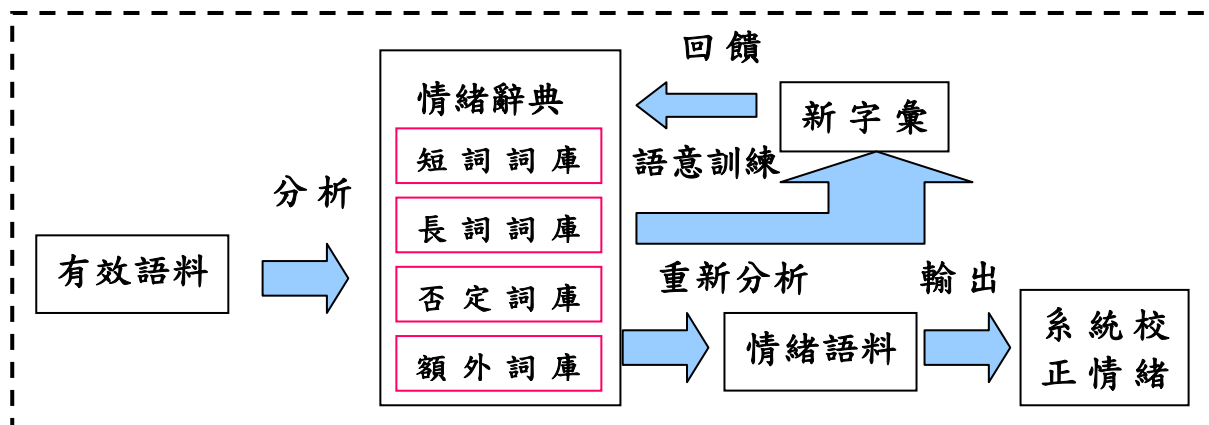 回饋
情緒辭典
新字彙
短詞詞庫
語意訓練
分析
長詞詞庫
有效語料
重新分析
輸出
否定詞庫
系統校
正情緒
情緒語料
額外詞庫